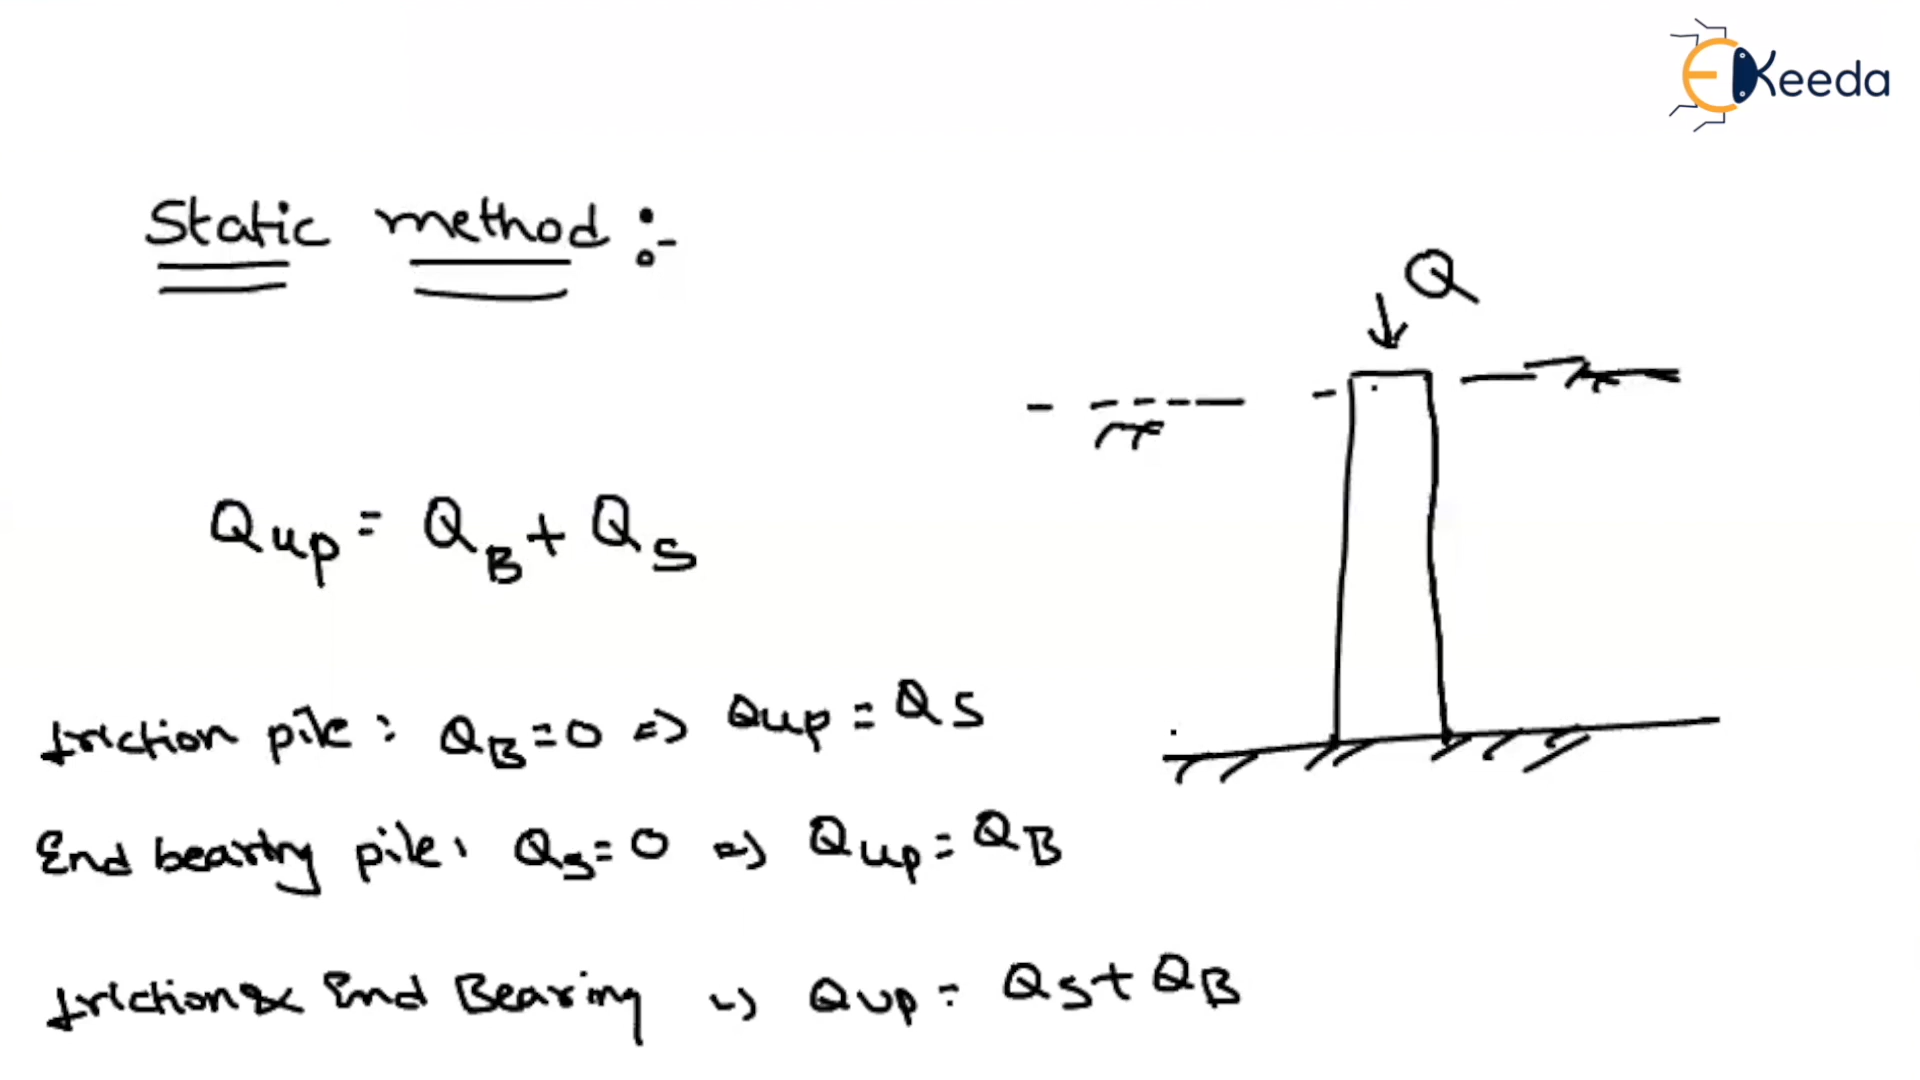 EKeeda
Static method :-
Q
Qup = QB + QS
friction pile : QB = 0 => Qup = QS
End bearing pile : QS = 0 => Qup = QB
friction & End Bearing => Qup = QS + QB